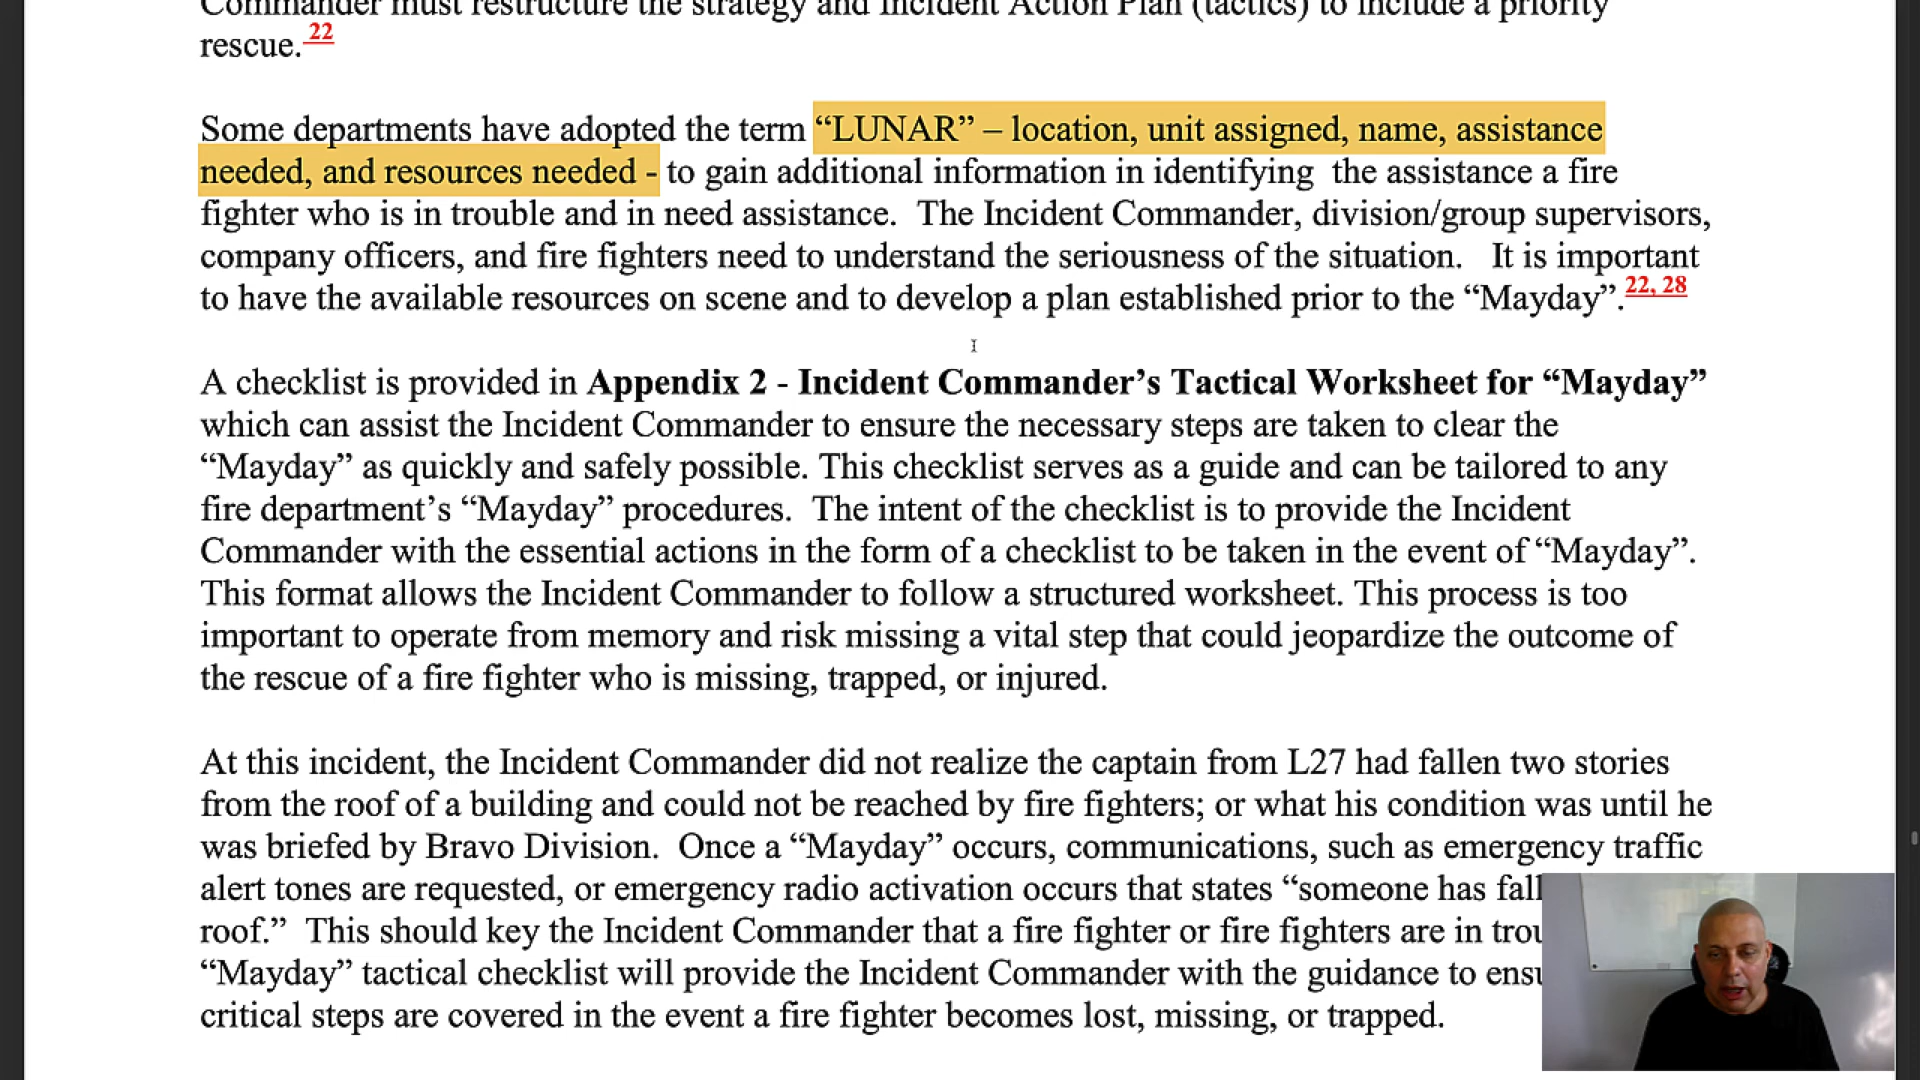 Commander must restructure the strategy and Incident Action Plan (tactics) to include a priority
rescue. 22
Some departments have adopted the term “LUNAR” – location, unit assigned, name, assistance
needed, and resources needed - to gain additional information in identifying  the assistance a fire
fighter who is in trouble and in need assistance.  The Incident Commander, division/group supervisors,
company officers, and fire fighters need to understand the seriousness of the situation.   It is important
to have the available resources on scene and to develop a plan established prior to the “Mayday”. 22, 28
A checklist is provided in Appendix 2 - Incident Commander’s Tactical Worksheet for “Mayday”
which can assist the Incident Commander to ensure the necessary steps are taken to clear the
“Mayday” as quickly and safely possible. This checklist serves as a guide and can be tailored to any
fire department’s “Mayday” procedures.  The intent of the checklist is to provide the Incident
Commander with the essential actions in the form of a checklist to be taken in the event of “Mayday”.
This format allows the Incident Commander to follow a structured worksheet. This process is too
important to operate from memory and risk missing a vital step that could jeopardize the outcome of
the rescue of a fire fighter who is missing, trapped, or injured.
At this incident, the Incident Commander did not realize the captain from L27 had fallen two stories
from the roof of a building and could not be reached by fire fighters; or what his condition was until he
was briefed by Bravo Division.  Once a “Mayday” occurs, communications, such as emergency traffic
alert tones are requested, or emergency radio activation occurs that states “someone has fall
roof.”  This should key the Incident Commander that a fire fighter or fire fighters are in trou
“Mayday” tactical checklist will provide the Incident Commander with the guidance to ensu
critical steps are covered in the event a fire fighter becomes lost, missing, or trapped.